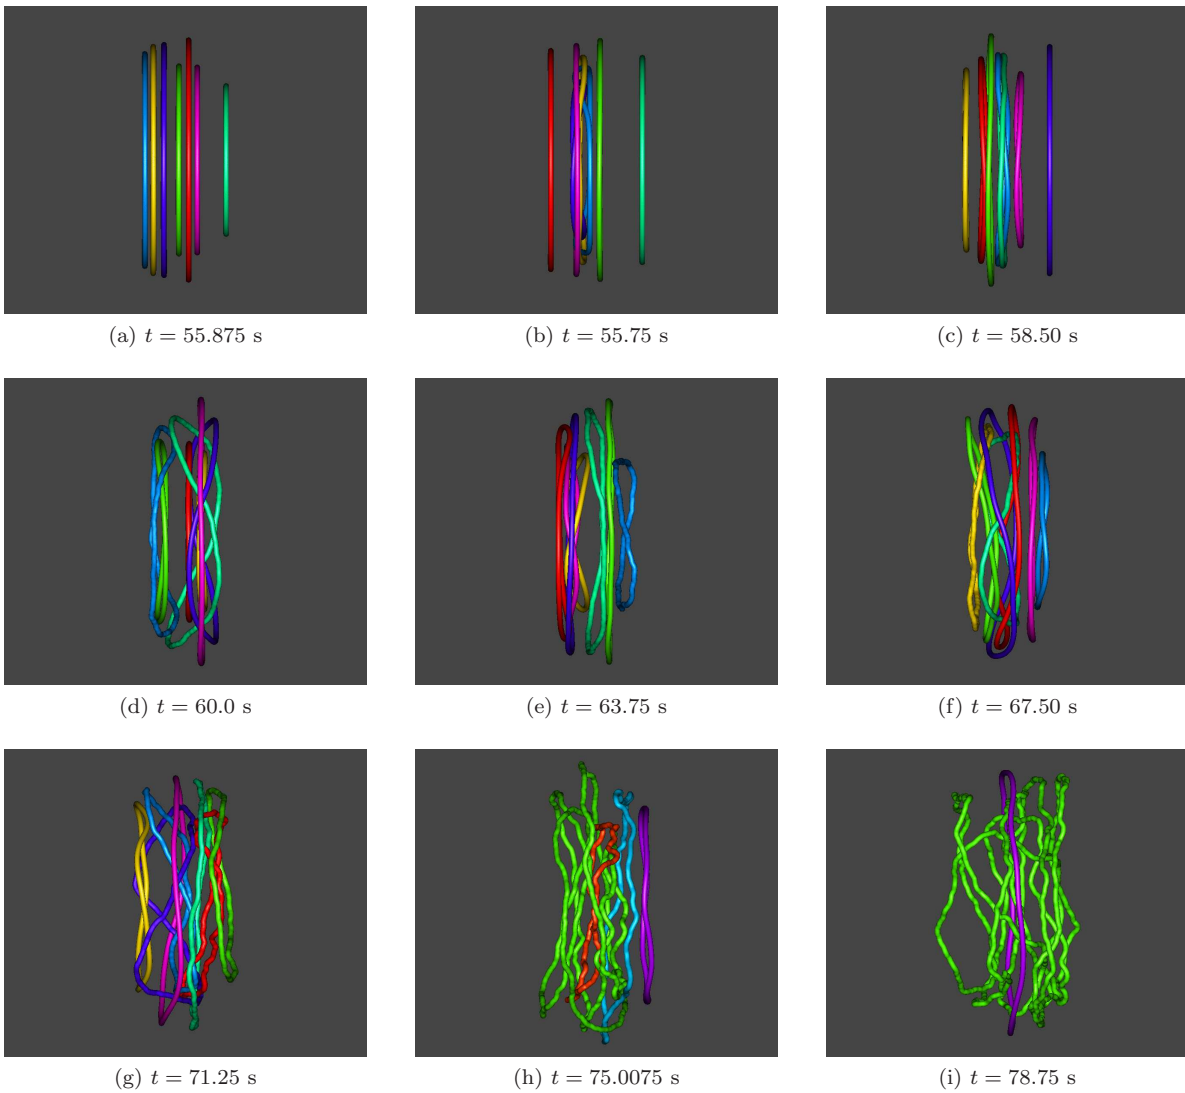 (a) t = 55.875 s
(b) t = 55.75 s
(c) t = 58.50 s
(d) t = 60.0 s
(e) t = 63.75 s
(f) t = 67.50 s
(g) t = 71.25 s
(h) t = 75.0075 s
(i) t = 78.75 s